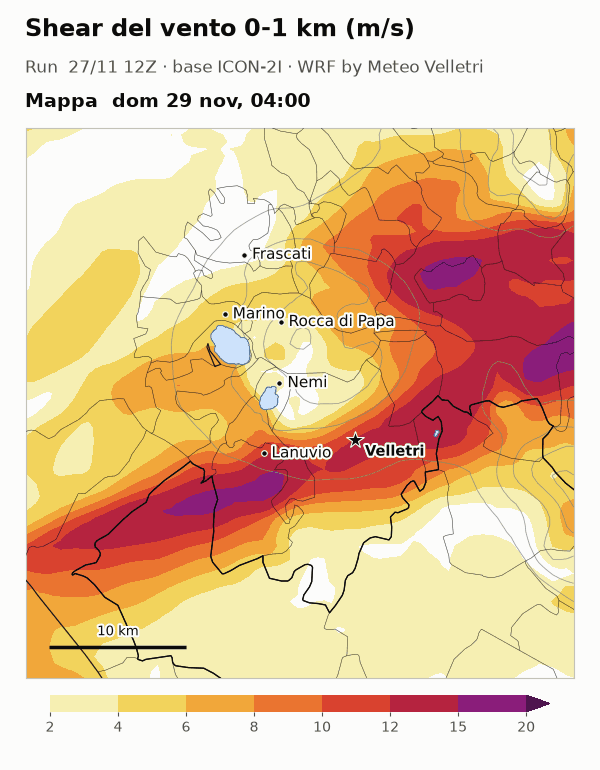 Shear del vento 0-1 km (m/s)
Run  27/11 12Z · base ICON-2I · WRF by Meteo Velletri
Mappa  dom 29 nov, 04:00
Frascati
Marino
Rocca di Papa
Nemi
Velletri
Lanuvio
10 km
2 4 6 8 10 12 15 20